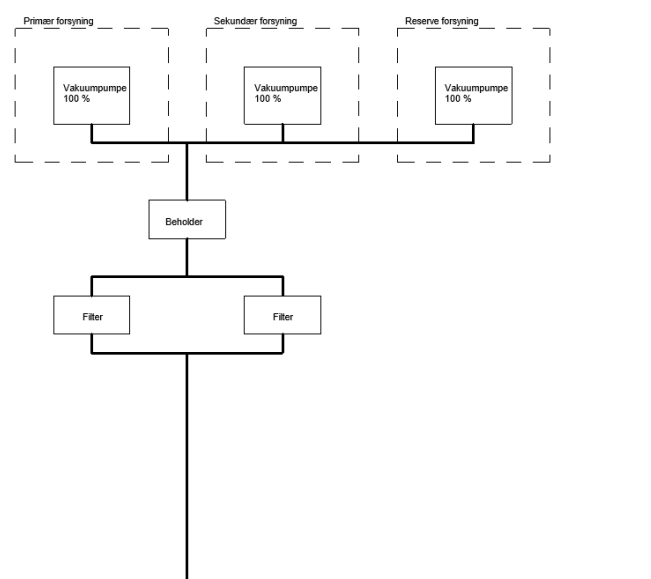 Primær forsyning
Sekundær forsyning
Reserve forsyning
Vakuumpumpe
100 %
Vakuumpumpe
100 %
Vakuumpumpe
100 %
Beholder
Filter
Filter